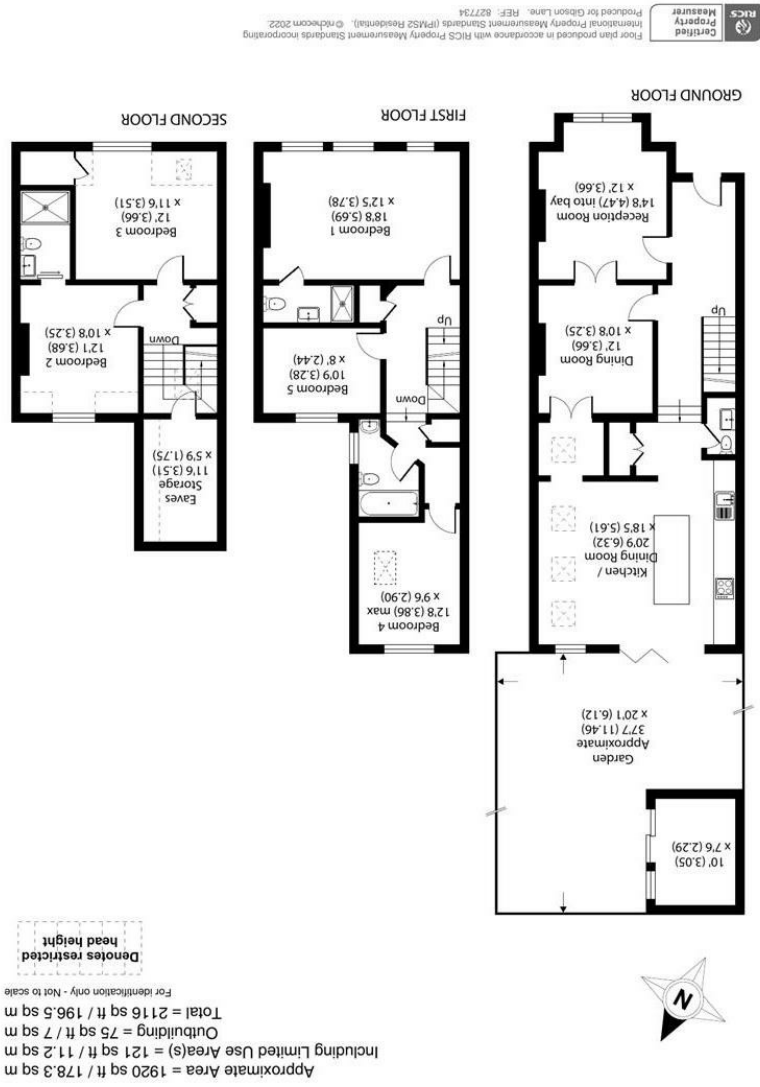 Approximate Area = 1920 sq ft / 178.3 sq m
Including Limited Use Area(s) = 121 sq ft / 11.2 sq m
Outbuilding = 75 sq ft / 7 sq m
Total = 2116 sq ft / 196.5 sq m
For identification only - Not to scale
Denotes restricted
head height
N
10' (3.05)
x 7'6 (2.29)
Garden
Approximate
37'7 (11.46)
x 20'1 (6.12)
Kitchen /
Dining Room
20'9 (6.32)
x 18'5 (5.61)
Dining Room
12' (3.66)
x 10'8 (3.25)
Up
Reception Room
14'8 (4.47) into bay
x 12' (3.66)
GROUND FLOOR
Bedroom 4
12'8 (3.86) max
x 9'6 (2.90)
Down
Bedroom 5
10'9 (3.28)
x 8' (2.44)
Up
Bedroom 1
18'8 (5.69)
x 12'5 (3.78)
FIRST FLOOR
Eaves
Storage
11'6 (3.51)
x 5'9 (1.75)
Down
Bedroom 2
12'1 (3.68)
x 10'8 (3.25)
Bedroom 3
12' (3.66)
x 11'6 (3.51)
SECOND FLOOR
RICS
Certified
Property
Measurer
Floor plan produced in accordance with RICS Property Measurement Standards incorporating
International Property Measurement Standards (IPMS2 Residential). ©nichecom 2022.
Produced for Gibson Lane. REF: 827734